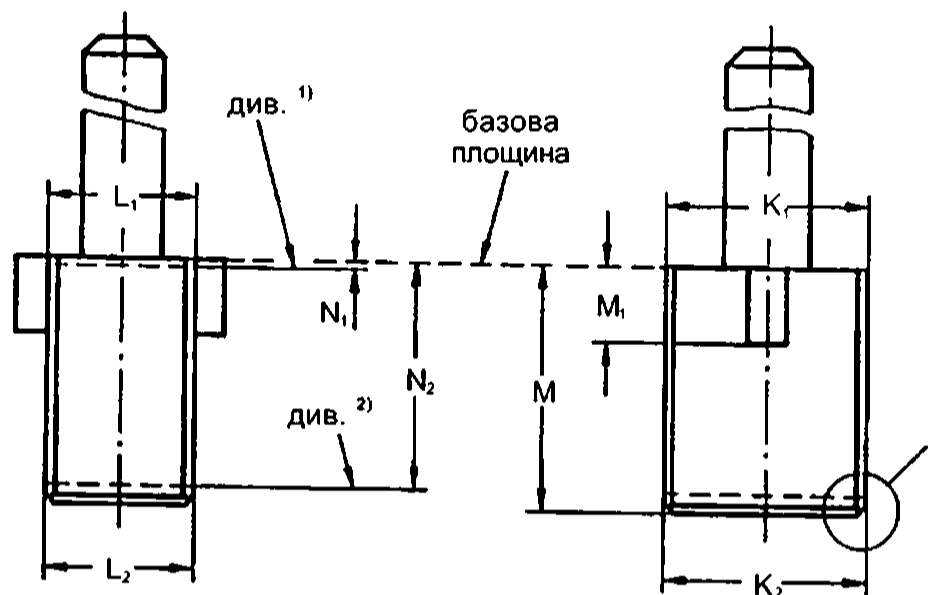 L₁
див. ¹⁾
базова
площина
K₁
N₁
M₁
N₂
M
див. ²⁾
L₂
K₂